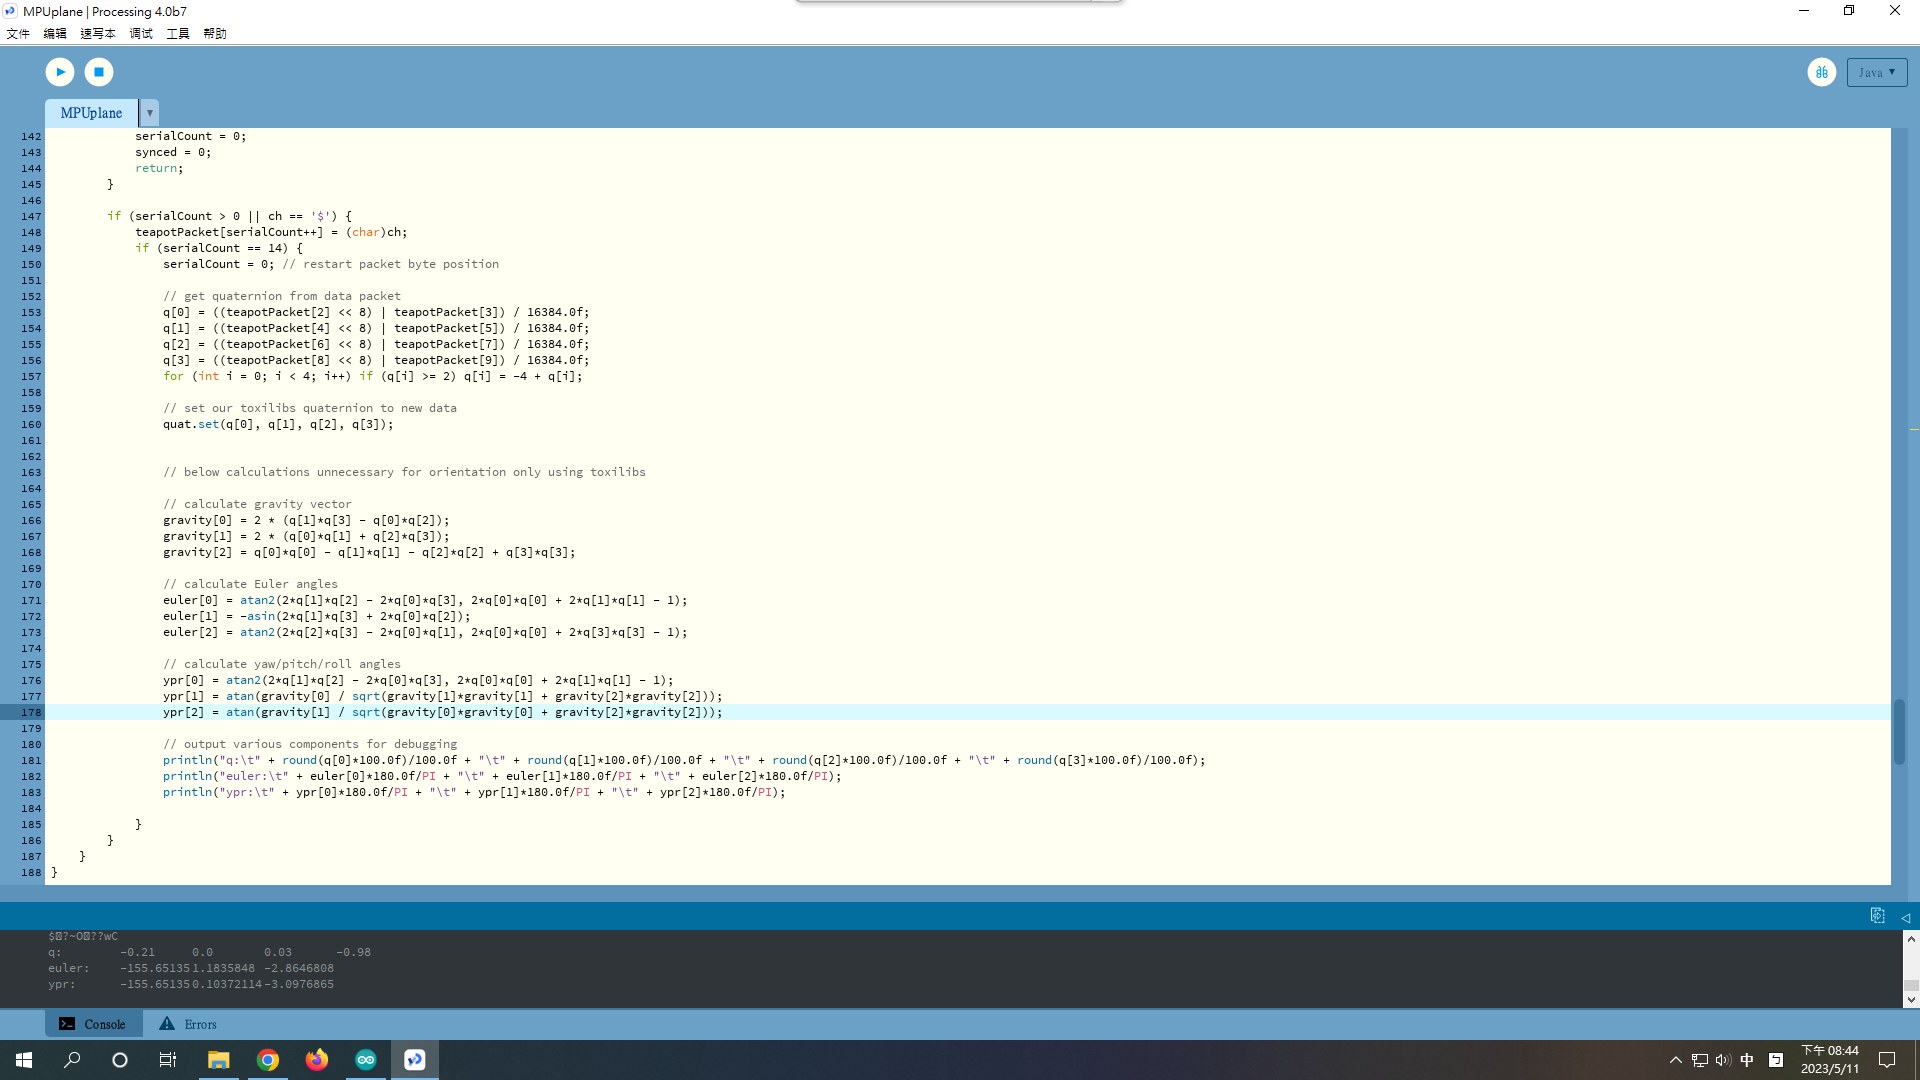 MPUplane | Processing 4.0b7
文件 编辑 速写本 调试 工具 帮助
Java ▼
MPUplane ▼
142 serialCount = 0;
143 synced = 0;
144 return;
145 }
146
147 if (serialCount > 0 || ch == '$') {
148 teapotPacket[serialCount++] = (char)ch;
149 if (serialCount == 14) {
150 serialCount = 0; // restart packet byte position
151
152 // get quaternion from data packet
153 q[0] = ((teapotPacket[2] << 8) | teapotPacket[3]) / 16384.0f;
154 q[1] = ((teapotPacket[4] << 8) | teapotPacket[5]) / 16384.0f;
155 q[2] = ((teapotPacket[6] << 8) | teapotPacket[7]) / 16384.0f;
156 q[3] = ((teapotPacket[8] << 8) | teapotPacket[9]) / 16384.0f;
157 for (int i = 0; i < 4; i++) if (q[i] >= 2) q[i] = -4 + q[i];
158
159 // set our toxilibs quaternion to new data
160 quat.set(q[0], q[1], q[2], q[3]);
161
162
163 // below calculations unnecessary for orientation only using toxilibs
164
165 // calculate gravity vector
166 gravity[0] = 2 * (q[1]*q[3] - q[0]*q[2]);
167 gravity[1] = 2 * (q[0]*q[1] + q[2]*q[3]);
168 gravity[2] = q[0]*q[0] - q[1]*q[1] - q[2]*q[2] + q[3]*q[3];
169
170 // calculate Euler angles
171 euler[0] = atan2(2*q[1]*q[2] - 2*q[0]*q[3], 2*q[0]*q[0] + 2*q[1]*q[1] - 1);
172 euler[1] = -asin(2*q[1]*q[3] + 2*q[0]*q[2]);
173 euler[2] = atan2(2*q[2]*q[3] - 2*q[0]*q[1], 2*q[0]*q[0] + 2*q[3]*q[3] - 1);
174
175 // calculate yaw/pitch/roll angles
176 ypr[0] = atan2(2*q[1]*q[2] - 2*q[0]*q[3], 2*q[0]*q[0] + 2*q[1]*q[1] - 1);
177 ypr[1] = atan(gravity[0] / sqrt(gravity[1]*gravity[1] + gravity[2]*gravity[2]));
178 ypr[2] = atan(gravity[1] / sqrt(gravity[0]*gravity[0] + gravity[2]*gravity[2]));
179
180 // output various components for debugging
181 println("q:\t" + round(q[0]*100.0f)/100.0f + "\t" + round(q[1]*100.0f)/100.0f + "\t" + round(q[2]*100.0f)/100.0f + "\t" + round(q[3]*100.0f)/100.0f);
182 println("euler:\t" + euler[0]*180.0f/PI + "\t" + euler[1]*180.0f/PI + "\t" + euler[2]*180.0f/PI);
183 println("ypr:\t" + ypr[0]*180.0f/PI + "\t" + ypr[1]*180.0f/PI + "\t" + ypr[2]*180.0f/PI);
184
185 }
186 }
187 }
188 }
q: -0.21 0.0 0.03 -0.98
euler: -155.65135 1.1835848 -2.8646808
ypr: -155.65135 0.10372114 -3.0976865
Console Errors
中
下午 08:44
2023/5/11